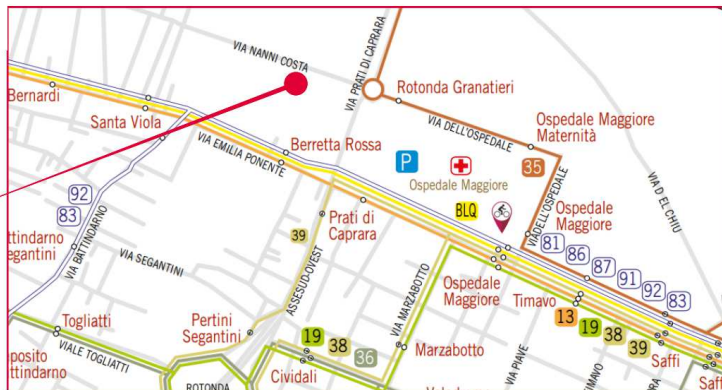 VIA NANNI COSTA
VIA PRATI DI CAPRARA
Bernardi
Rotonda Granatieri
Santa Viola
VIA DELL'OSPEDALE
Ospedale Maggiore
Maternità
VIA EMILIA PONENTE
Berretta Rossa
P
35
Ospedale Maggiore
92
83
BLQ
VIA DELL'OSPEDALE
VIA D EL CHIU
39
Prati di
Caprara
Ospedale
Maggiore
81
86
87
91
92
83
ttindarno
egantini
VIA BATTINDARNO
VIA SEGANTINI
ASSE SUD-OVEST
VIA MARZABOTTO
Ospedale
Maggiore
Timavo
13
19
38
39
Togliatti
Pertini
Segantini
19
38
36
Marzabotto
VIA PIAVE
Saffi
VIALE TOGLIATTI
posito
ttindarno
ROTONDA
Cividali